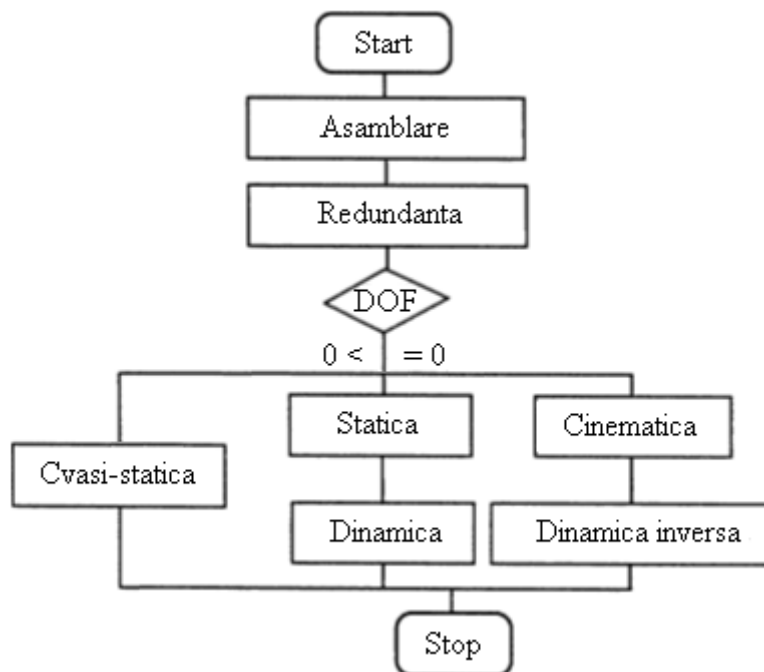 Start
Asamblare
Redundanta
DOF
0 < = 0
Statica
Cinematica
Cvasi-statica
Dinamica
Dinamica inversa
Stop